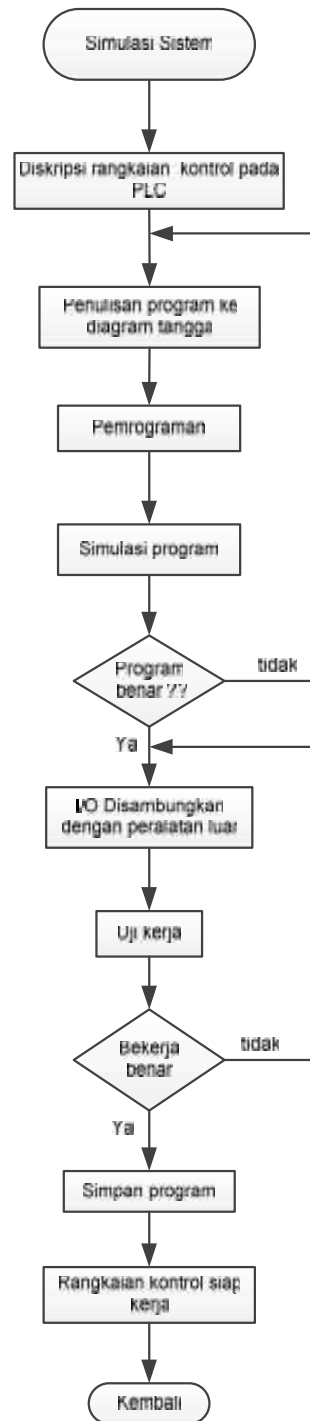 Simulasi Sistem
Diskripsi rangkaian kontrol pada
PLC
Penulisan program ke
diagram tangga
Pemrograman
Simulasi program
Program
benar ??
tidak
Ya
I/O Disambungkan
dengan peralatan luar
Uji kerja
Bekerja
benar
tidak
Ya
Simpan program
Rangkaian kontrol siap
kerja
Kembali